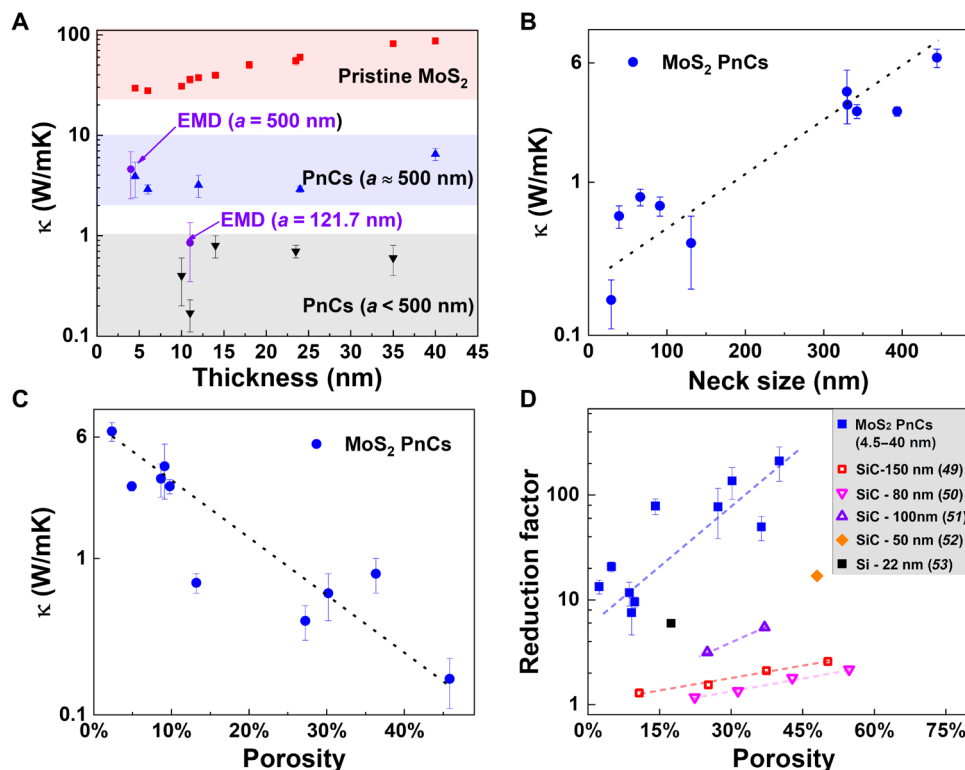 A
κ (W/mK)
100
10
1
0.1
Pristine MoS₂
EMD (a = 500 nm)
PnCs (a ≈ 500 nm)
EMD (a = 121.7 nm)
PnCs (a < 500 nm)
0 5 10 15 20 25 30 35 40 45
Thickness (nm)
B
κ (W/mK)
6
1
0.1
MoS₂ PnCs
0 100 200 300 400
Neck size (nm)
C
κ (W/mK)
6
1
0.1
MoS₂ PnCs
0% 10% 20% 30% 40%
Porosity
D
Reduction factor
100
10
1
MoS₂ PnCs
(4.5–40 nm)
SiC-150 nm (49)
SiC - 80 nm (50)
SiC - 100nm (51)
SiC - 50 nm (52)
Si - 22 nm (53)
0% 15% 30% 45% 60% 75%
Porosity